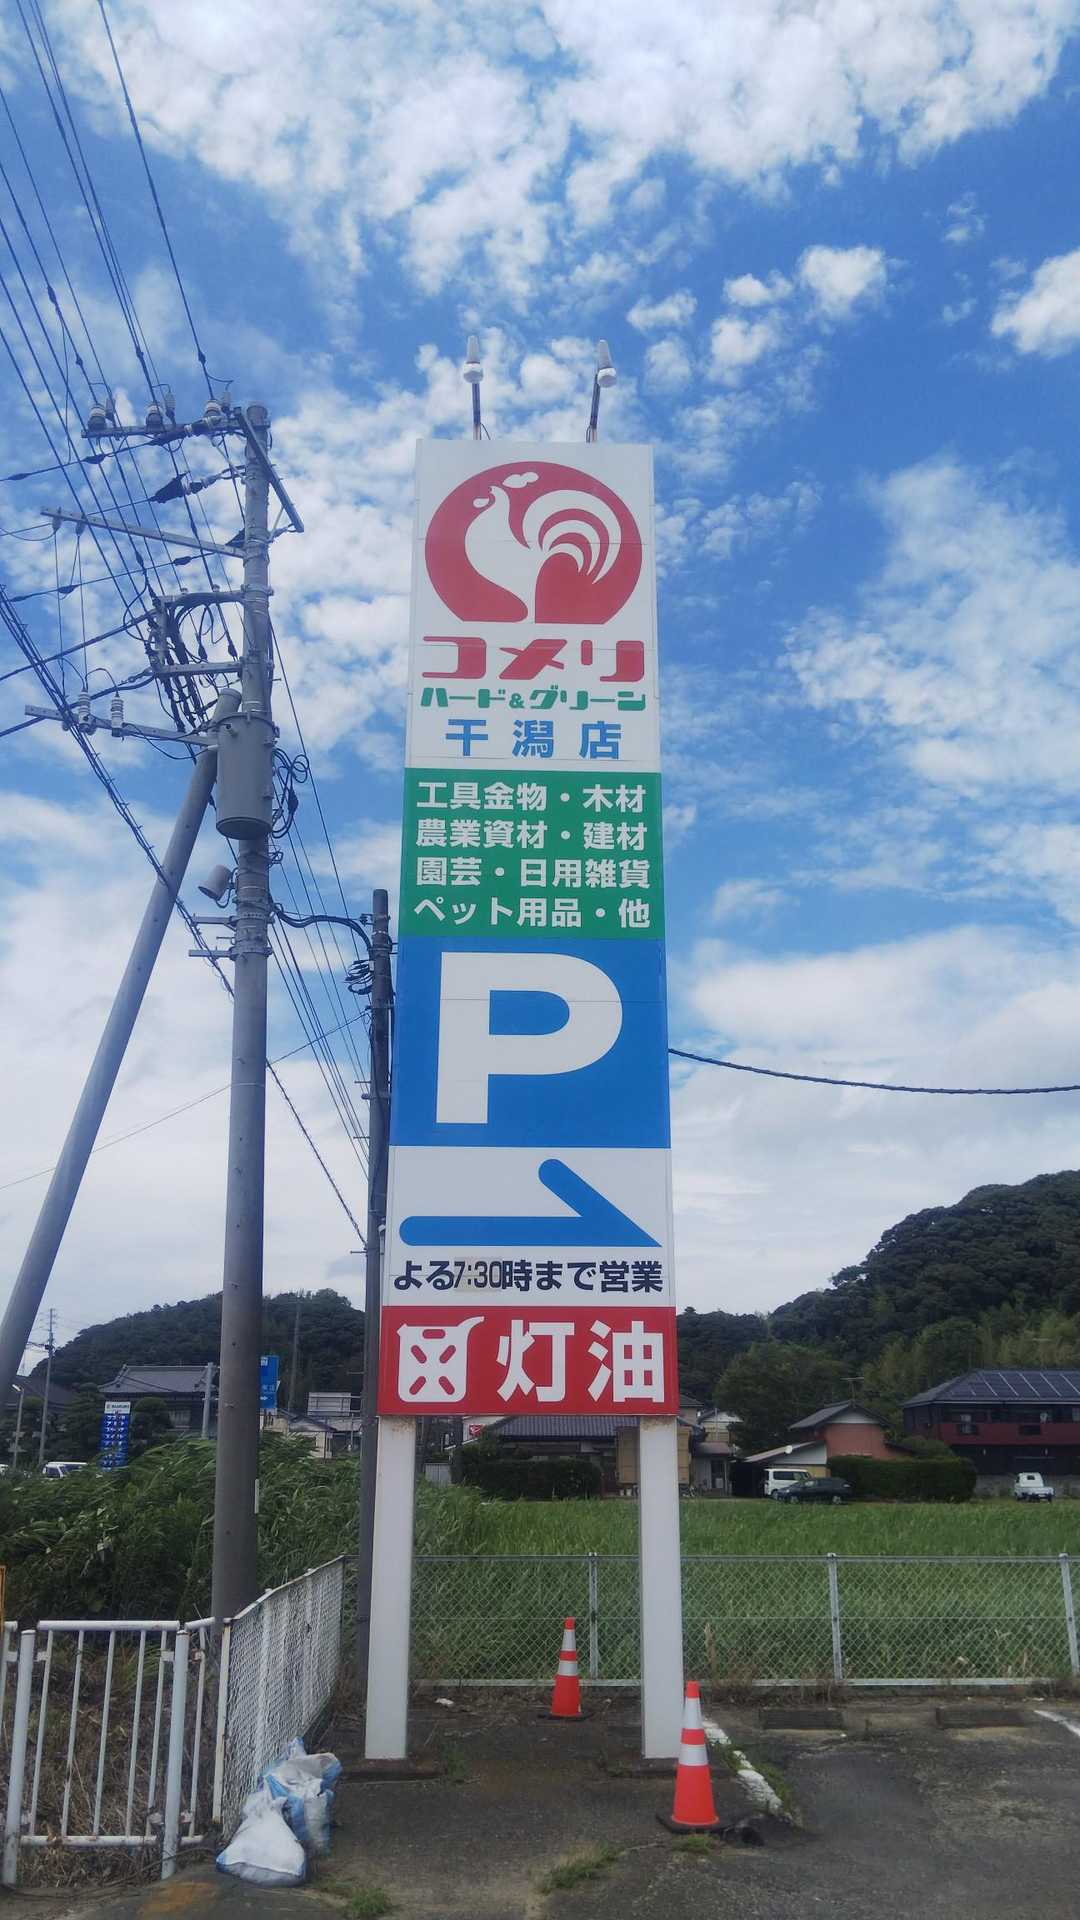 コメリ
ハード&グリーン
干潟店
工具金物・木材
農業資材・建材
園芸・日用雑貨
ペット用品・他
P
よる7:30時まで営業
灯油